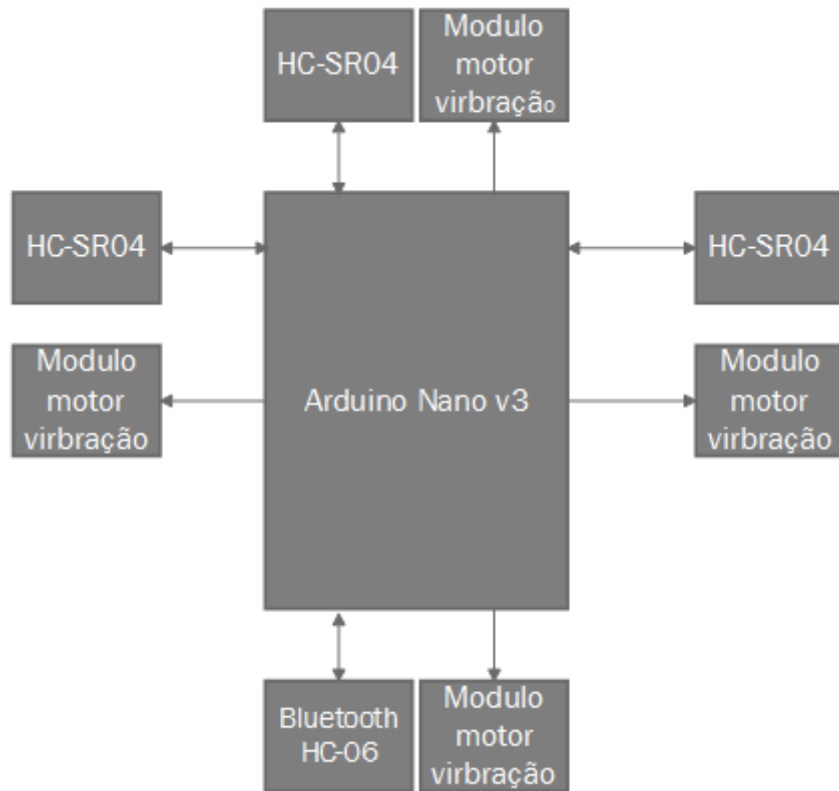 HC-SR04
Modulo
motor
virbração
HC-SR04
HC-SR04
Modulo
motor
virbração
Arduino Nano v3
Modulo
motor
virbração
Bluetooth
HC-06
Modulo
motor
virbração